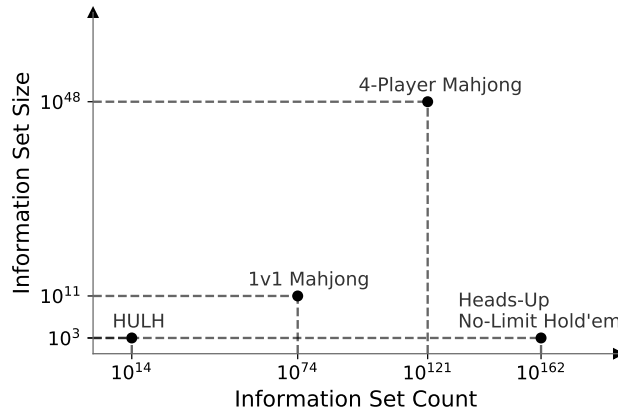 Information Set Size
10^48
10^11
10^3
4-Player Mahjong
1v1 Mahjong
HULH
Heads-Up
No-Limit Hold'em
10^14
10^74
10^121
10^162
Information Set Count